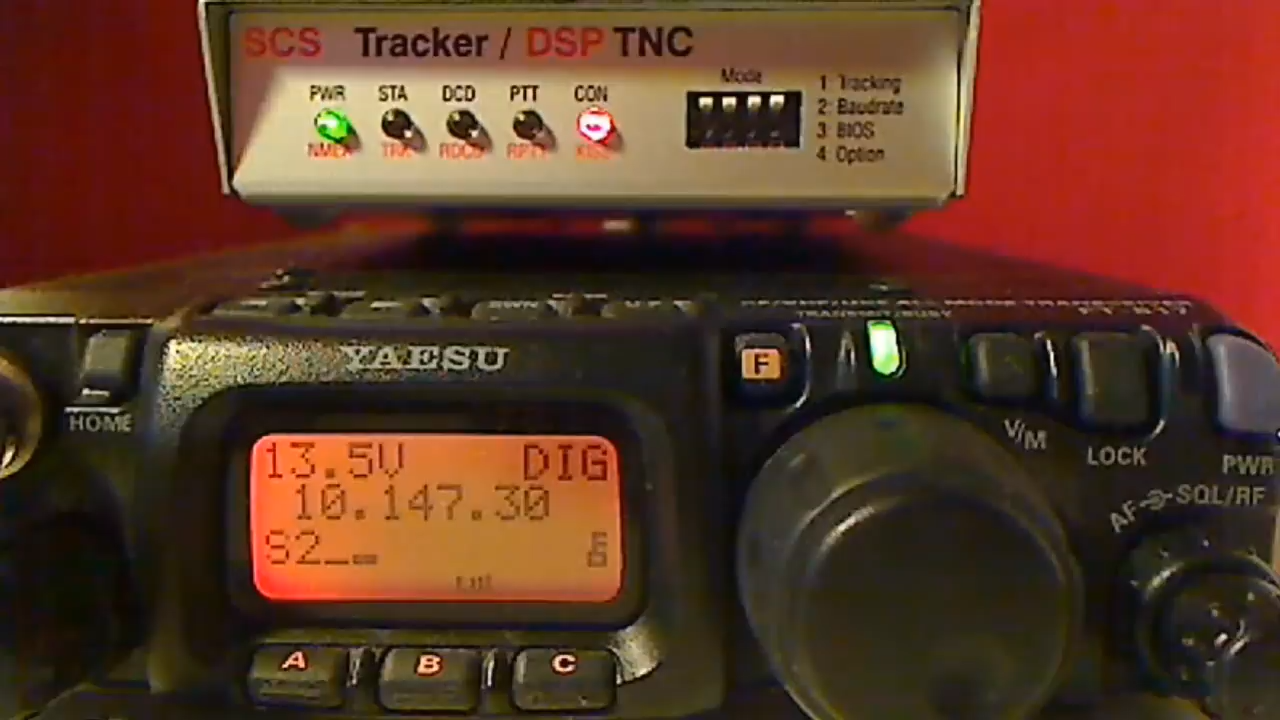 SCS Tracker / DSP TNC
PWR STA DCD PTT CON
Mode
1 Tracking
2: Baudrate
3: BIOS
4 Option
YAESU
F
HOME
V/M
LOCK
PWR
AF SQL/RF
13.5V DIG
10.147.30
S2
A B C